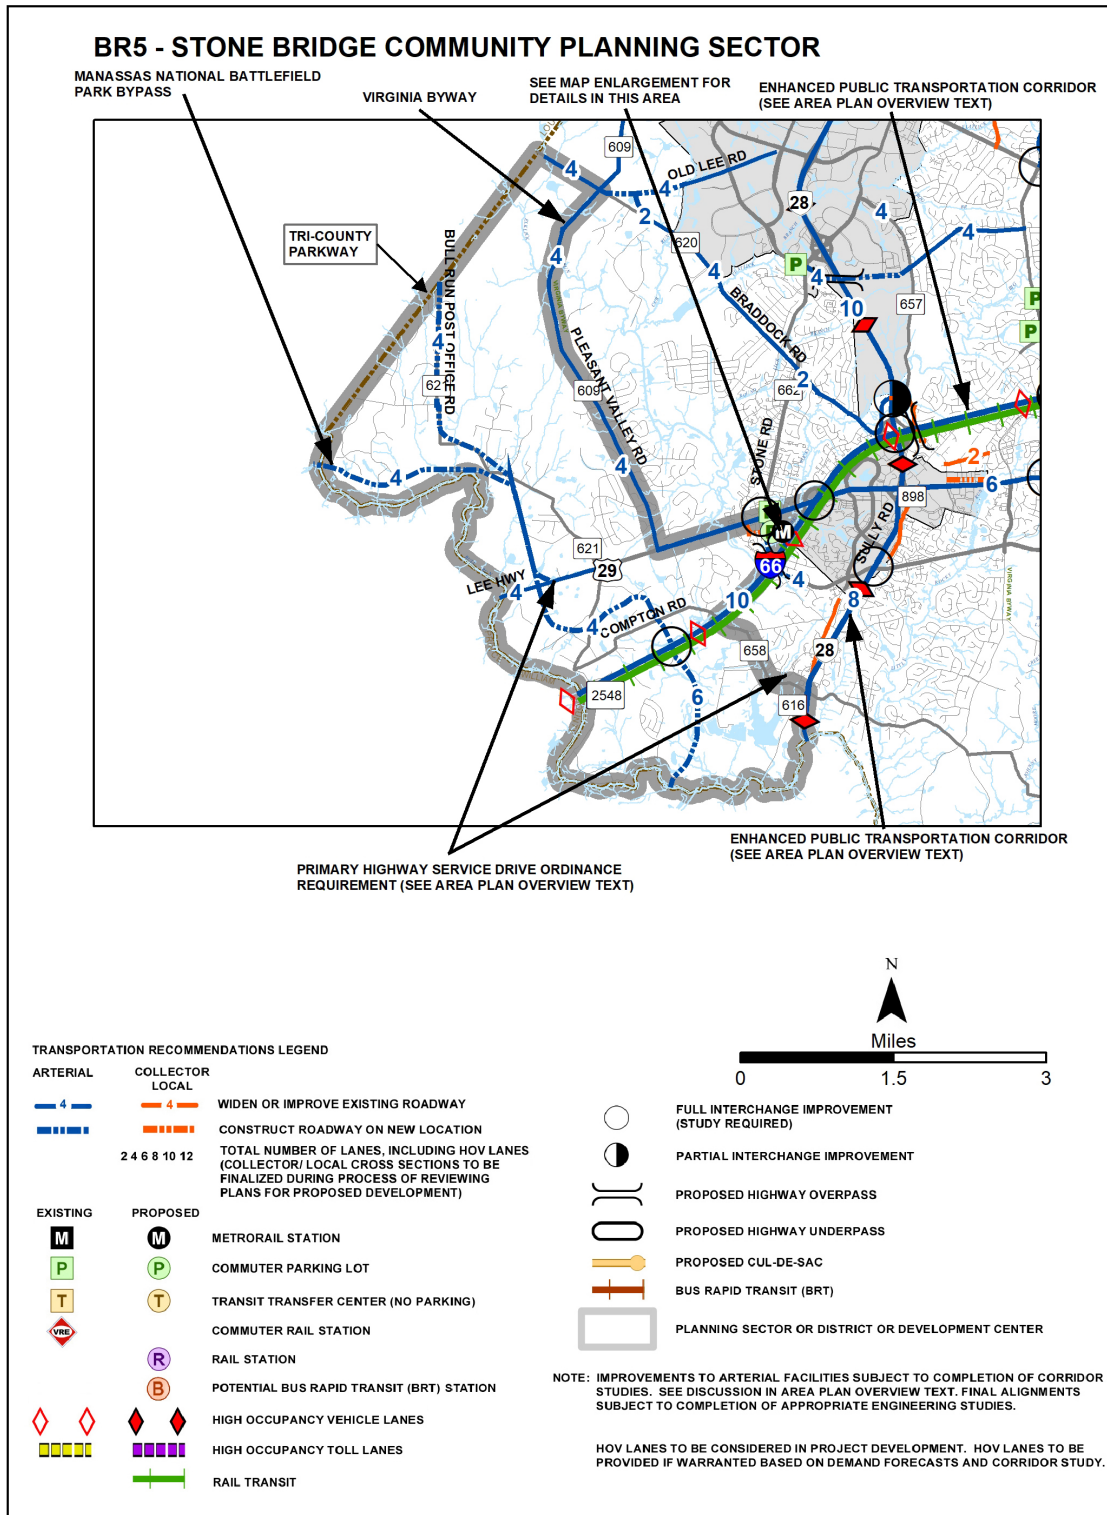 BR5 - STONE BRIDGE COMMUNITY PLANNING SECTOR
MANASSAS NATIONAL BATTLEFIELD
PARK BYPASS
VIRGINIA BYWAY
SEE MAP ENLARGEMENT FOR
DETAILS IN THIS AREA
ENHANCED PUBLIC TRANSPORTATION CORRIDOR
(SEE AREA PLAN OVERVIEW TEXT)
609
OLD LEE RD
4
4
2
28
4
4
620
TRI-COUNTY
PARKWAY
BULL RUN POST OFFICE RD
4
4
P
4
BRADDOCK RD
10
657
P
P
4
621
VIRGINIA BYWAY
PLEASANT VALLEY RD
609
662
2
STONE RD
4
4
2
6
898
SULLY RD
P
P
M
621
29
66
LEE HWY
4
4
10
4
COMPTON RD
8
VIRGINIA BYWAY
658
28
2548
6
616
ENHANCED PUBLIC TRANSPORTATION CORRIDOR
(SEE AREA PLAN OVERVIEW TEXT)
PRIMARY HIGHWAY SERVICE DRIVE ORDINANCE
REQUIREMENT (SEE AREA PLAN OVERVIEW TEXT)
N
Miles
0 1.5 3
TRANSPORTATION RECOMMENDATIONS LEGEND
ARTERIAL
COLLECTOR
LOCAL
4 4 WIDEN OR IMPROVE EXISTING ROADWAY
CONSTRUCT ROADWAY ON NEW LOCATION
2 4 6 8 10 12 TOTAL NUMBER OF LANES, INCLUDING HOV LANES
(COLLECTOR/ LOCAL CROSS SECTIONS TO BE
FINALIZED DURING PROCESS OF REVIEWING
PLANS FOR PROPOSED DEVELOPMENT)
EXISTING PROPOSED
M M METRORAIL STATION
P P COMMUTER PARKING LOT
T T TRANSIT TRANSFER CENTER (NO PARKING)
VRE COMMUTER RAIL STATION
R RAIL STATION
B POTENTIAL BUS RAPID TRANSIT (BRT) STATION
HIGH OCCUPANCY VEHICLE LANES
HIGH OCCUPANCY TOLL LANES
RAIL TRANSIT
FULL INTERCHANGE IMPROVEMENT
(STUDY REQUIRED)
PARTIAL INTERCHANGE IMPROVEMENT
PROPOSED HIGHWAY OVERPASS
PROPOSED HIGHWAY UNDERPASS
PROPOSED CUL-DE-SAC
BUS RAPID TRANSIT (BRT)
PLANNING SECTOR OR DISTRICT OR DEVELOPMENT CENTER
NOTE: IMPROVEMENTS TO ARTERIAL FACILITIES SUBJECT TO COMPLETION OF CORRIDOR
STUDIES. SEE DISCUSSION IN AREA PLAN OVERVIEW TEXT. FINAL ALIGNMENTS
SUBJECT TO COMPLETION OF APPROPRIATE ENGINEERING STUDIES.
HOV LANES TO BE CONSIDERED IN PROJECT DEVELOPMENT. HOV LANES TO BE
PROVIDED IF WARRANTED BASED ON DEMAND FORECASTS AND CORRIDOR STUDY.